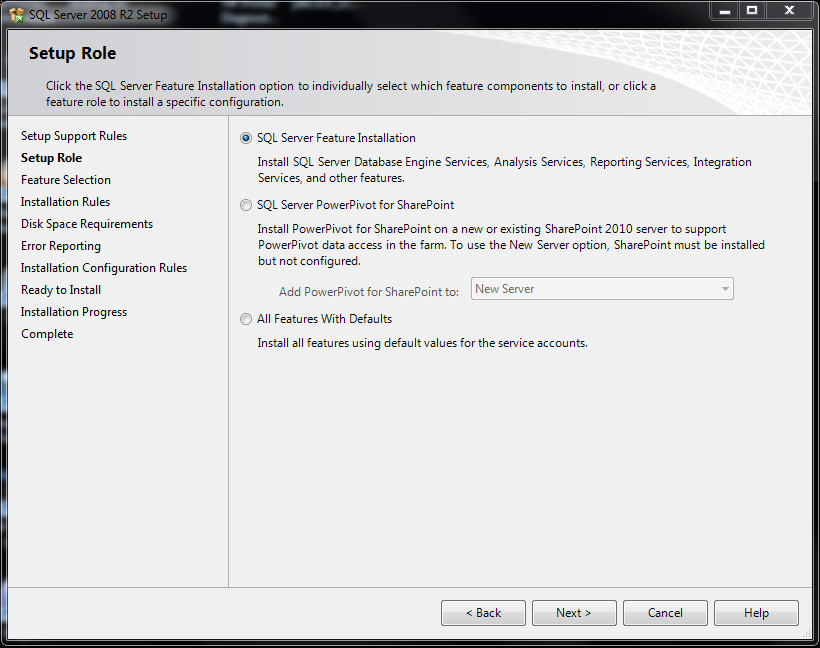 SQL Server 2008 R2 Setup
Setup Role
Click the SQL Server Feature Installation option to individually select which feature components to install, or click a
feature role to install a specific configuration.
Setup Support Rules
Setup Role
Feature Selection
Installation Rules
Disk Space Requirements
Error Reporting
Installation Configuration Rules
Ready to Install
Installation Progress
Complete
SQL Server Feature Installation
Install SQL Server Database Engine Services, Analysis Services, Reporting Services, Integration
Services, and other features.
SQL Server PowerPivot for SharePoint
Install PowerPivot for SharePoint on a new or existing SharePoint 2010 server to support
PowerPivot data access in the farm. To use the New Server option, SharePoint must be installed
but not configured.
Add PowerPivot for SharePoint to: New Server
All Features With Defaults
Install all features using default values for the service accounts.
< Back Next > Cancel Help